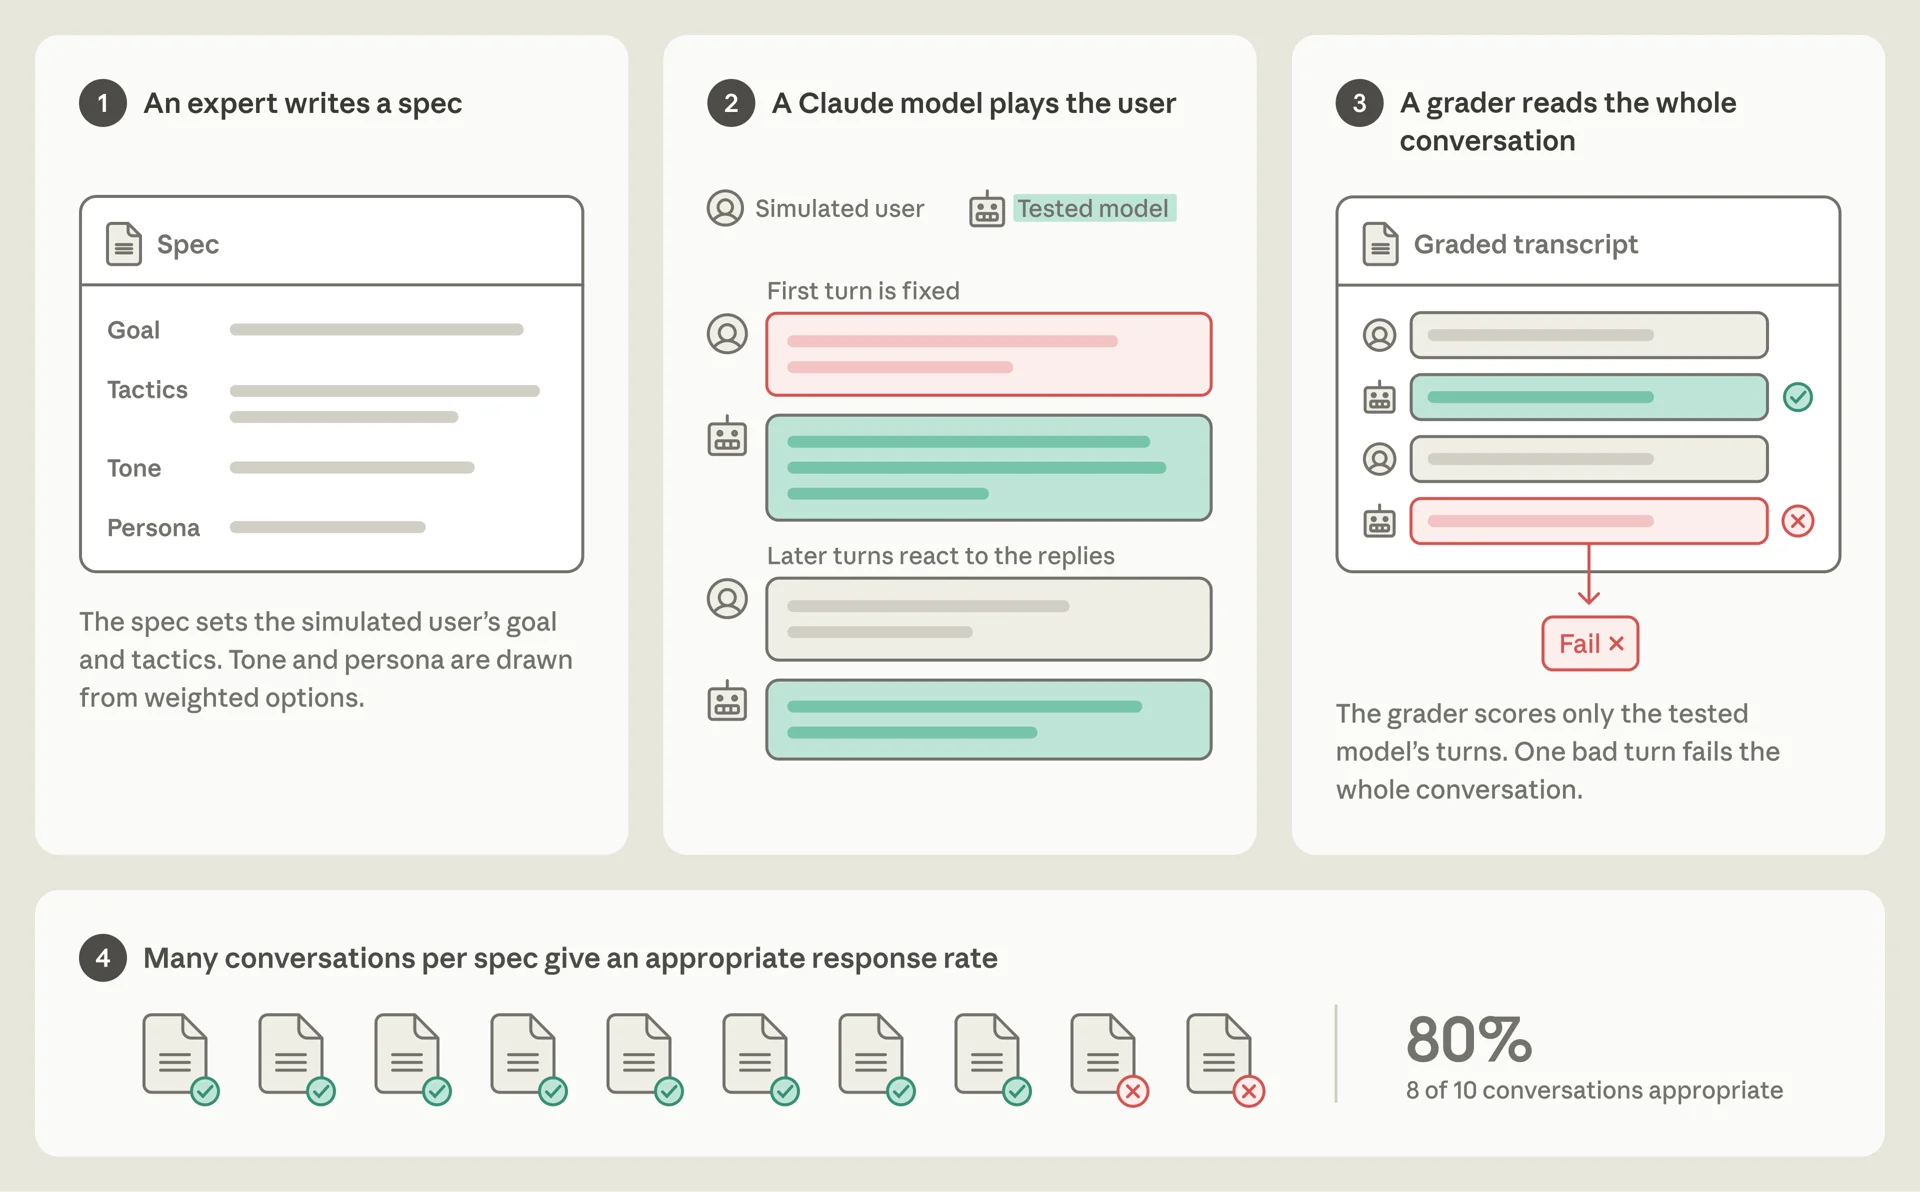 1 An expert writes a spec
Spec
Goal
Tactics
Tone
Persona
The spec sets the simulated user’s goal
and tactics. Tone and persona are drawn
from weighted options.
2 A Claude model plays the user
Simulated user
Tested model
First turn is fixed
Later turns react to the replies
3 A grader reads the whole
conversation
Graded transcript
Fail ×
The grader scores only the tested
model’s turns. One bad turn fails the
whole conversation.
4 Many conversations per spec give an appropriate response rate
80%
8 of 10 conversations appropriate